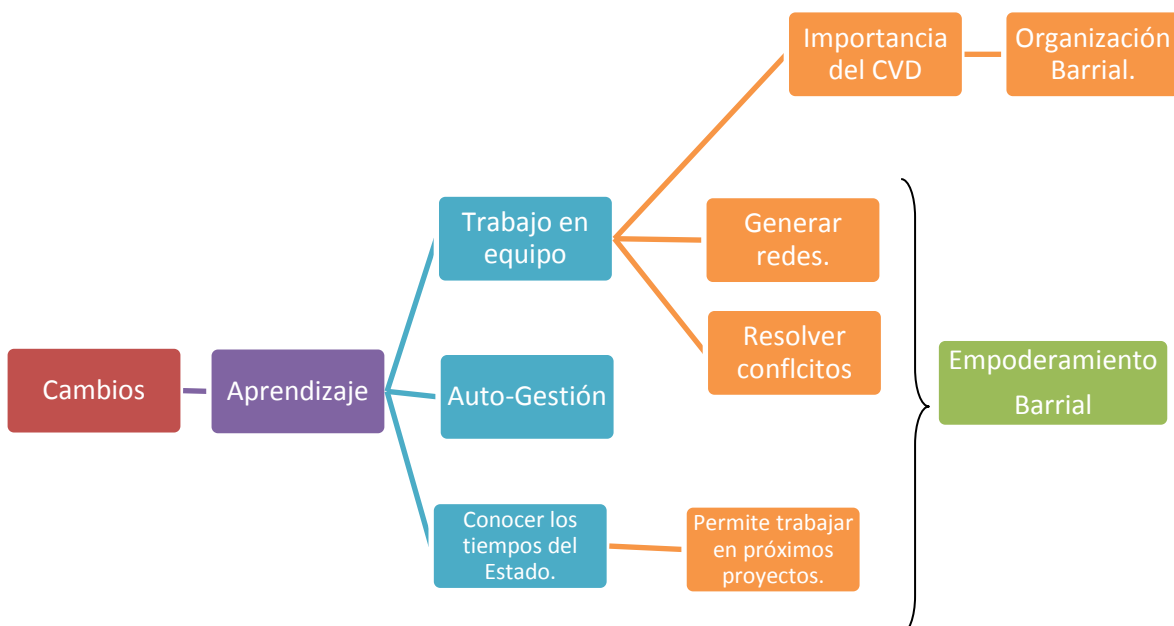 Importancia
del CVD
Organización
Barrial.
Trabajo en
equipo
Generar
redes.
Resolver
conflcitos
Cambios
Aprendizaje
Auto-Gestión
Empoderamiento
Barrial
Conocer los
tiempos del
Estado.
Permite trabajar
en próximos
proyectos.